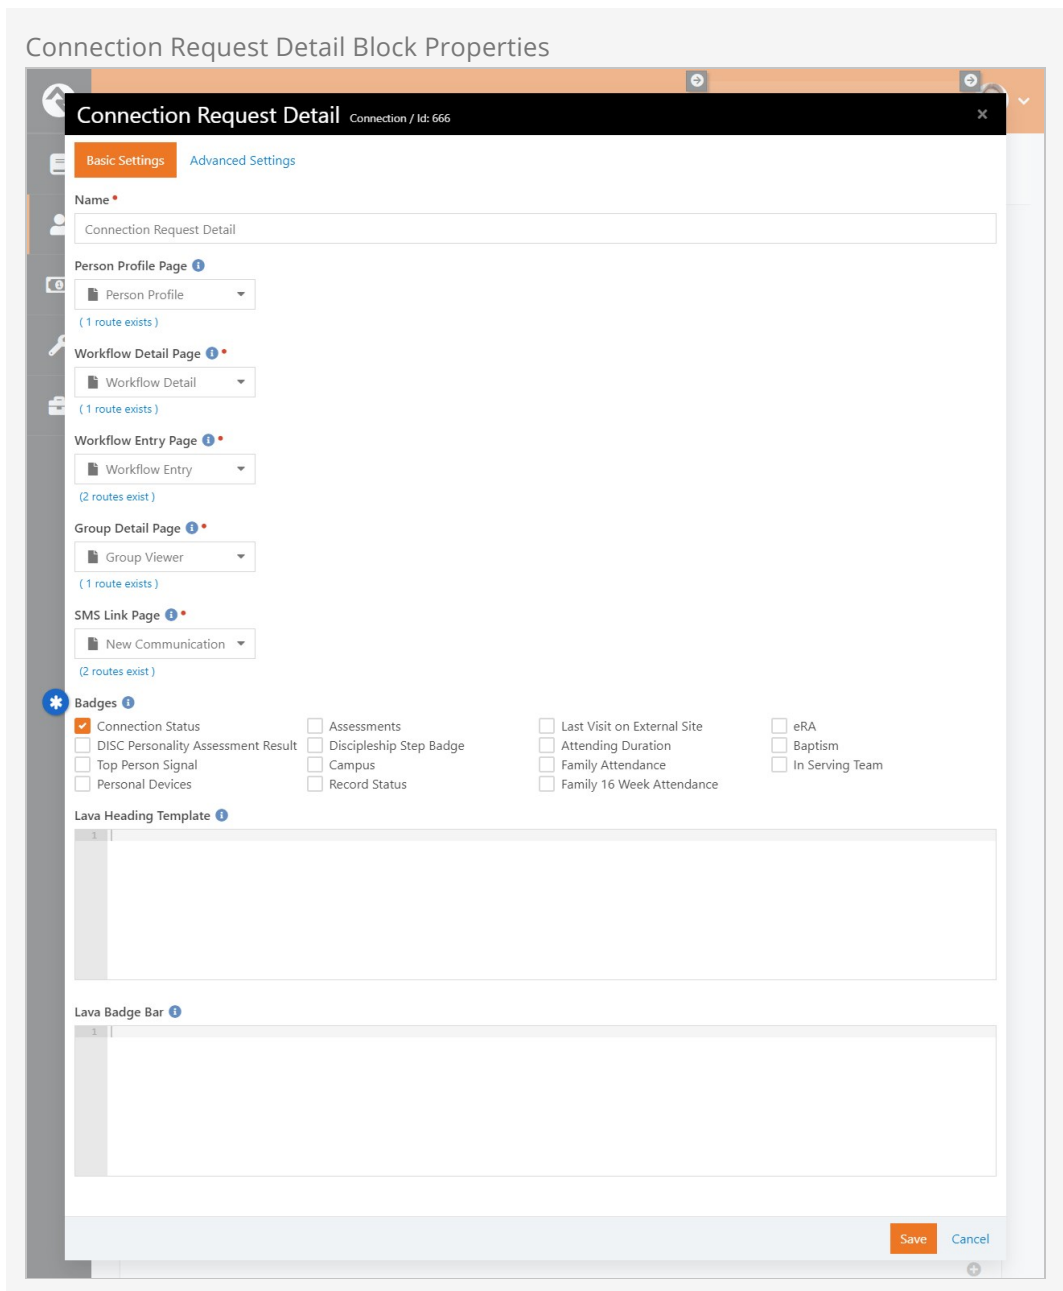 Connection Request Detail Block Properties
Connection Request Detail Connection / Id: 666 ×
Basic Settings Advanced Settings
Name
Connection Request Detail
Person Profile Page
Person Profile
( 1 route exists )
Workflow Detail Page
Workflow Detail
( 1 route exists )
Workflow Entry Page
Workflow Entry
(2 routes exist )
Group Detail Page
Group Viewer
( 1 route exists )
SMS Link Page
New Communication
(2 routes exist )
Badges
Connection Status Assessments Last Visit on External Site eRA
DISC Personality Assessment Result Discipleship Step Badge Attending Duration Baptism
Top Person Signal Campus Family Attendance In Serving Team
Personal Devices Record Status Family 16 Week Attendance
Lava Heading Template
1
Lava Badge Bar
1
Save Cancel